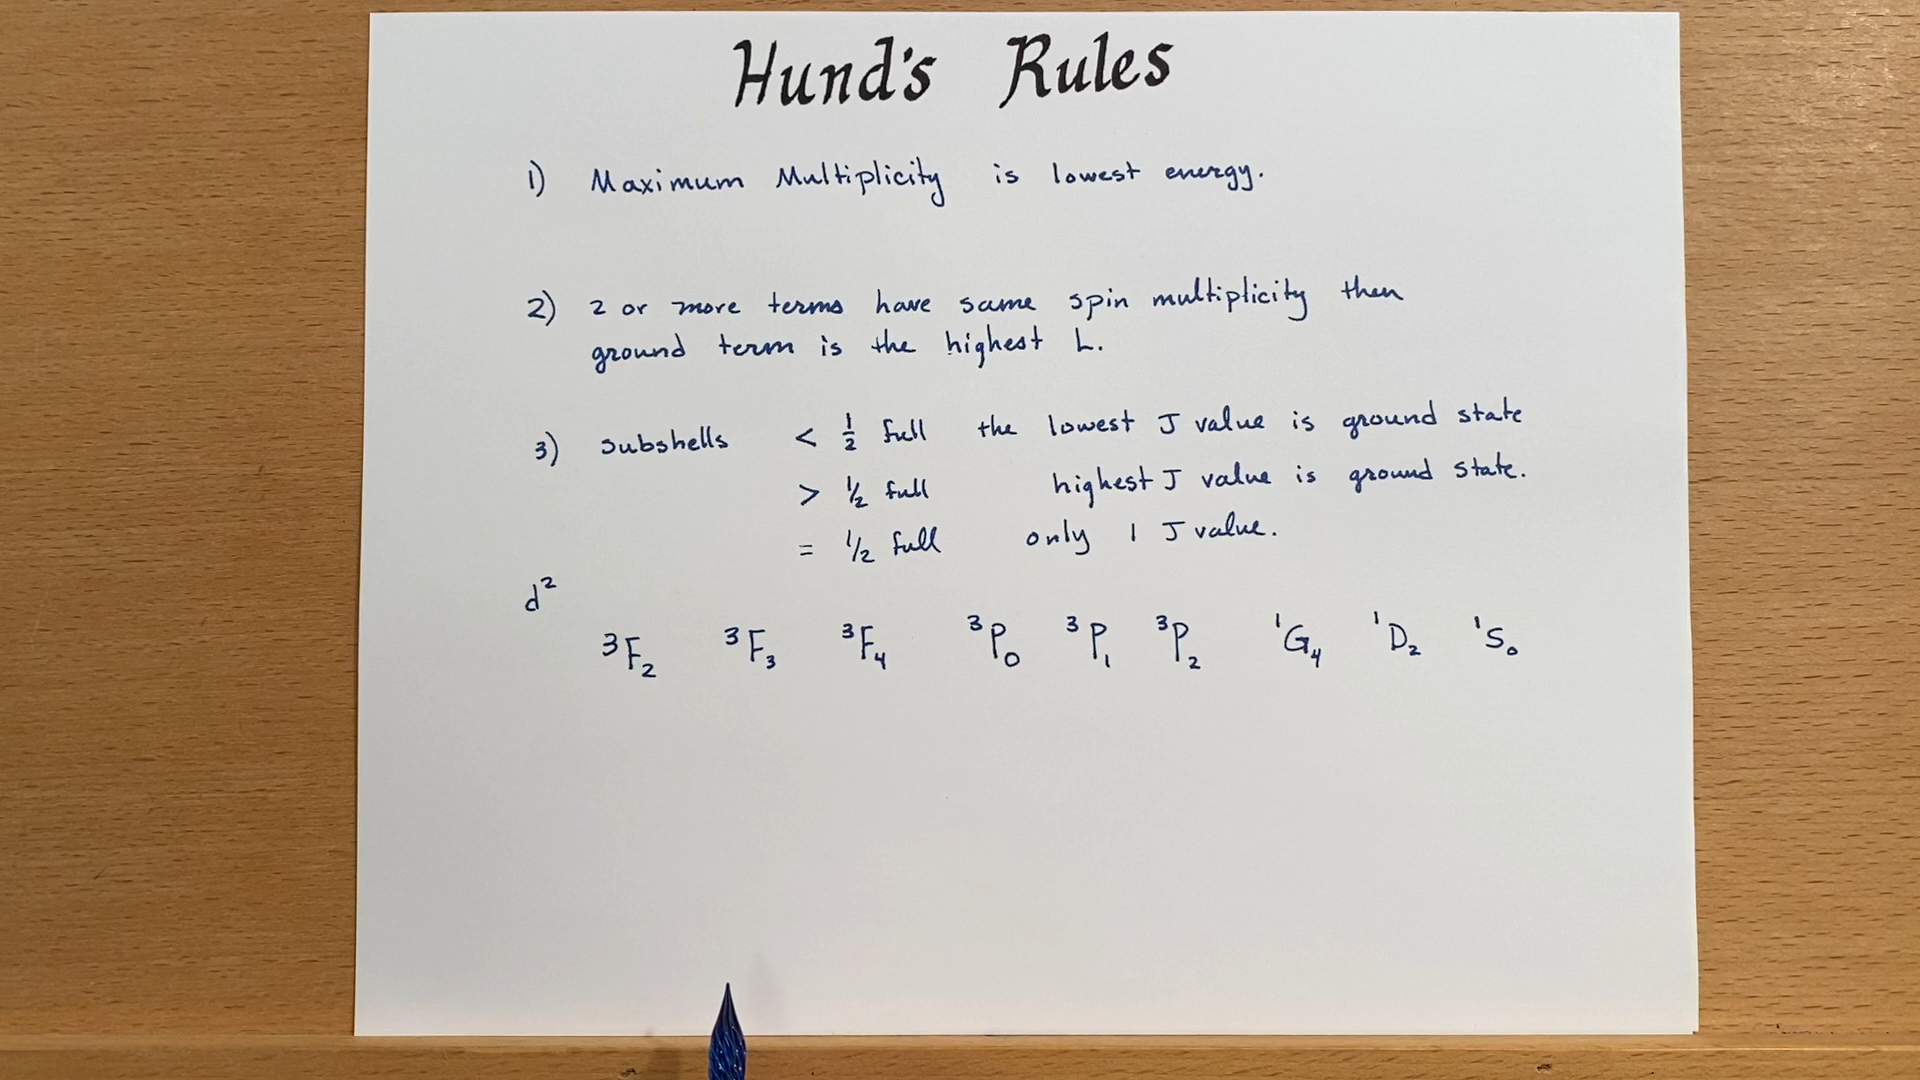 Hund's Rules
1) Maximum Multiplicity is lowest energy.
2) 2 or more terms have same spin multiplicity then
ground term is the highest L.
3) subshells < 1/2 full the lowest J value is ground state
> 1/2 full highest J value is ground state.
= 1/2 full only 1 J value.
d²
³F₂ ³F₃ ³F₄ ³P₀ ³P₁ ³P₂ ¹G₄ ¹D₂ ¹S₀